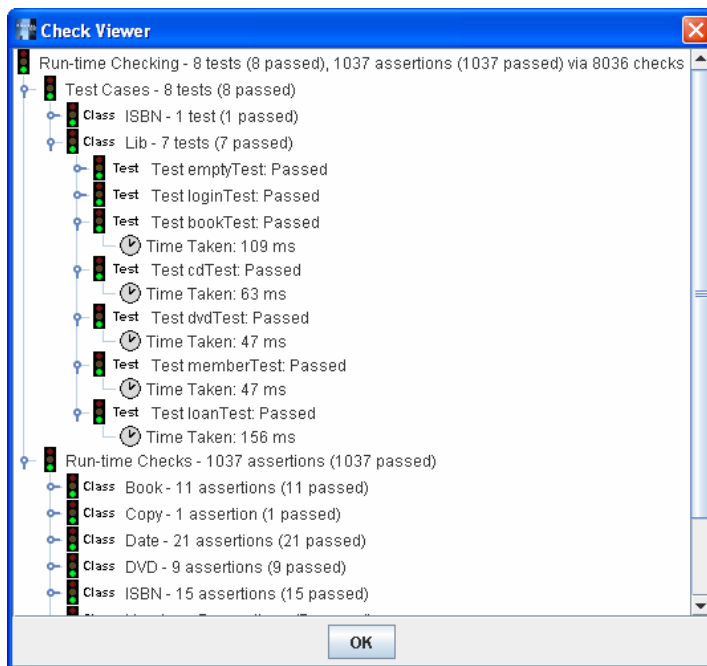 Check Viewer
Run-time Checking - 8 tests (8 passed), 1037 assertions (1037 passed) via 8036 checks
Test Cases - 8 tests (8 passed)
Class ISBN - 1 test (1 passed)
Class Lib - 7 tests (7 passed)
Test Test emptyTest: Passed
Test Test loginTest: Passed
Test Test bookTest: Passed
Time Taken: 109 ms
Test Test cdTest: Passed
Time Taken: 63 ms
Test Test dvdTest: Passed
Time Taken: 47 ms
Test Test memberTest: Passed
Time Taken: 47 ms
Test Test loanTest: Passed
Time Taken: 156 ms
Run-time Checks - 1037 assertions (1037 passed)
Class Book - 11 assertions (11 passed)
Class Copy - 1 assertion (1 passed)
Class Date - 21 assertions (21 passed)
Class DVD - 9 assertions (9 passed)
Class ISBN - 15 assertions (15 passed)
OK